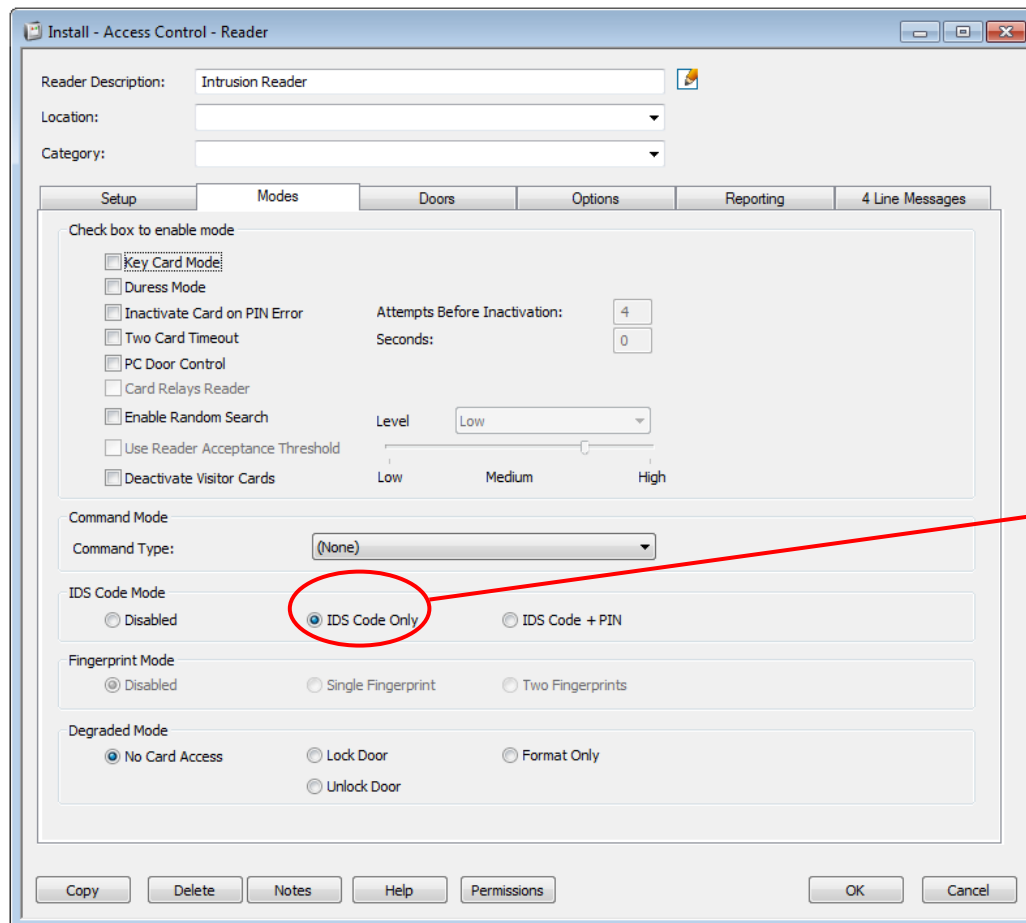 Install - Access Control - Reader
Reader Description: Intrusion Reader
Location:
Category:
Setup Modes Doors Options Reporting 4 Line Messages
Check box to enable mode
Key Card Mode
Duress Mode
Inactivate Card on PIN Error Attempts Before Inactivation: 4
Two Card Timeout Seconds: 0
PC Door Control
Card Relays Reader
Enable Random Search Level Low
Use Reader Acceptance Threshold
Deactivate Visitor Cards Low Medium High
Command Mode
Command Type: (None)
IDS Code Mode
Disabled IDS Code Only IDS Code + PIN
Fingerprint Mode
Disabled Single Fingerprint Two Fingerprints
Degraded Mode
No Card Access Lock Door Format Only
Unlock Door
Copy Delete Notes Help Permissions OK Cancel